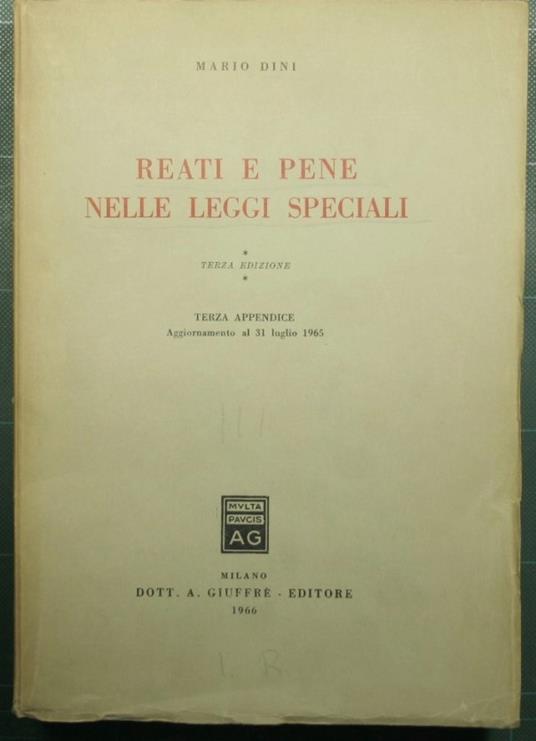 MARIO DINI
REATI E PENE
NELLE LEGGI SPECIALI
*
TERZA EDIZIONE
*
TERZA APPENDICE
Aggiornamento al 31 luglio 1965
MVLTA
PAVCIS
AG
MILANO
DOTT. A. GIUFFRÈ - EDITORE
1966
I. B.